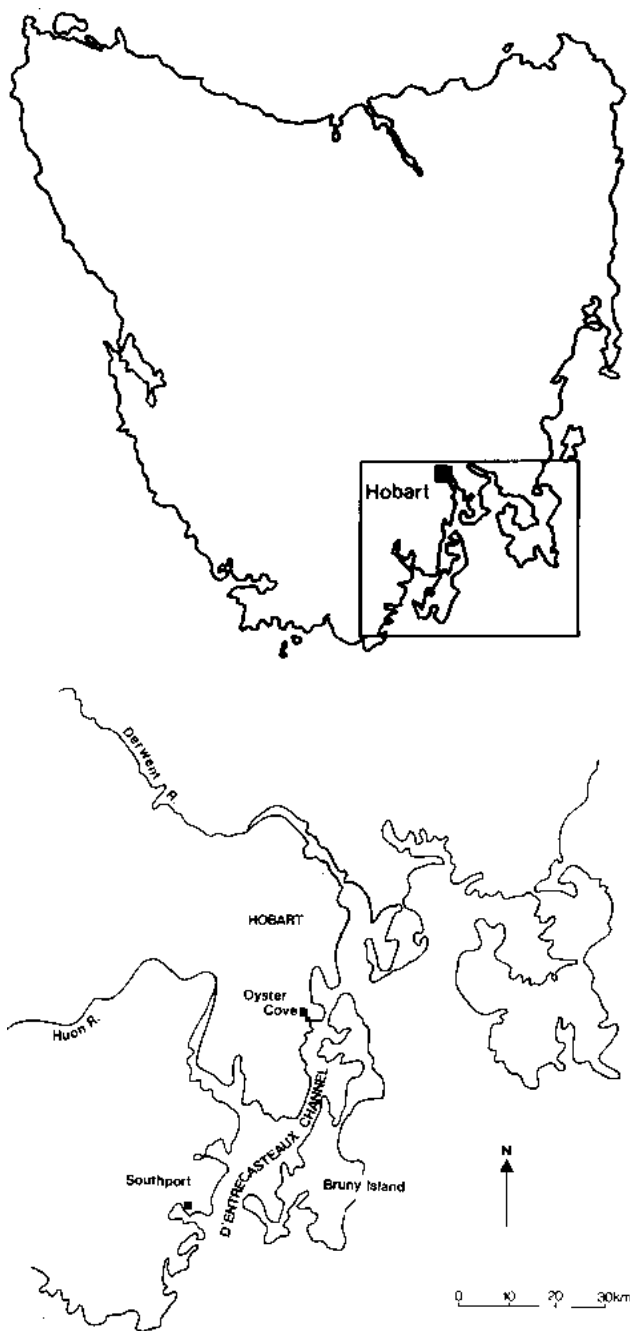 Hobart
Derwent R.
HOBART
Oyster
Cove
Huon R.
D'ENTRECASTEAUX CHANNEL
Southport
Bruny Island
N
0 10 20 30km